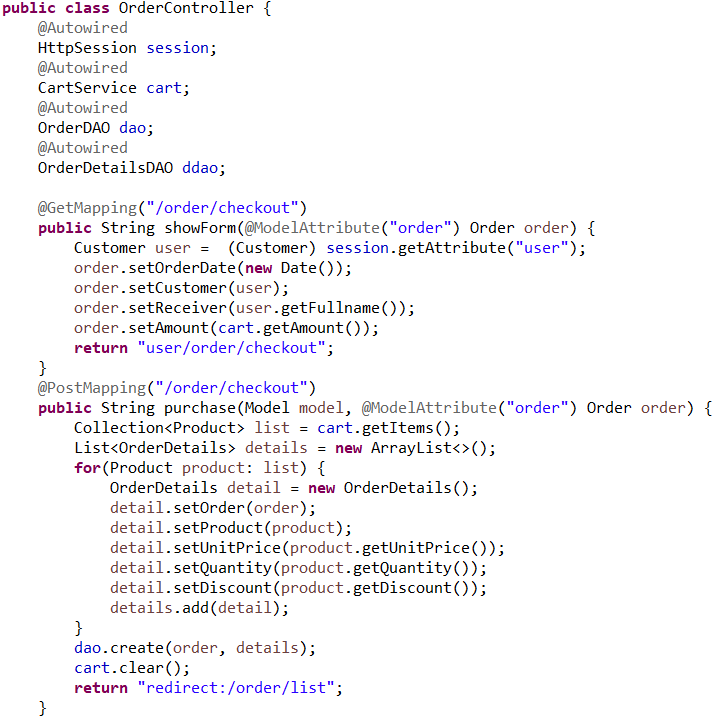 public class OrderController {
    @Autowired
    HttpSession session;
    @Autowired
    CartService cart;
    @Autowired
    OrderDAO dao;
    @Autowired
    OrderDetailsDAO ddao;

    @GetMapping("/order/checkout")
    public String showForm(@ModelAttribute("order") Order order) {
        Customer user =  (Customer) session.getAttribute("user");
        order.setOrderDate(new Date());
        order.setCustomer(user);
        order.setReceiver(user.getFullname());
        order.setAmount(cart.getAmount());
        return "user/order/checkout";
    }
    @PostMapping("/order/checkout")
    public String purchase(Model model, @ModelAttribute("order") Order order) {
        Collection<Product> list = cart.getItems();
        List<OrderDetails> details = new ArrayList<>();
        for(Product product: list) {
            OrderDetails detail = new OrderDetails();
            detail.setOrder(order);
            detail.setProduct(product);
            detail.setUnitPrice(product.getUnitPrice());
            detail.setQuantity(product.getQuantity());
            detail.setDiscount(product.getDiscount());
            details.add(detail);
        }
        dao.create(order, details);
        cart.clear();
        return "redirect:/order/list";
    }